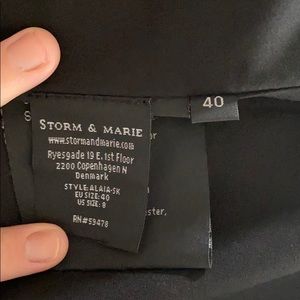 40
STORM & MARIE
www.stormandmarie.com
Ryesgade 19 E. 1st Floor
2200 Copenhagen N
Denmark
STYLE: ALAIA-SK
EU SIZE: 40
US SIZE: 8
RN#59478